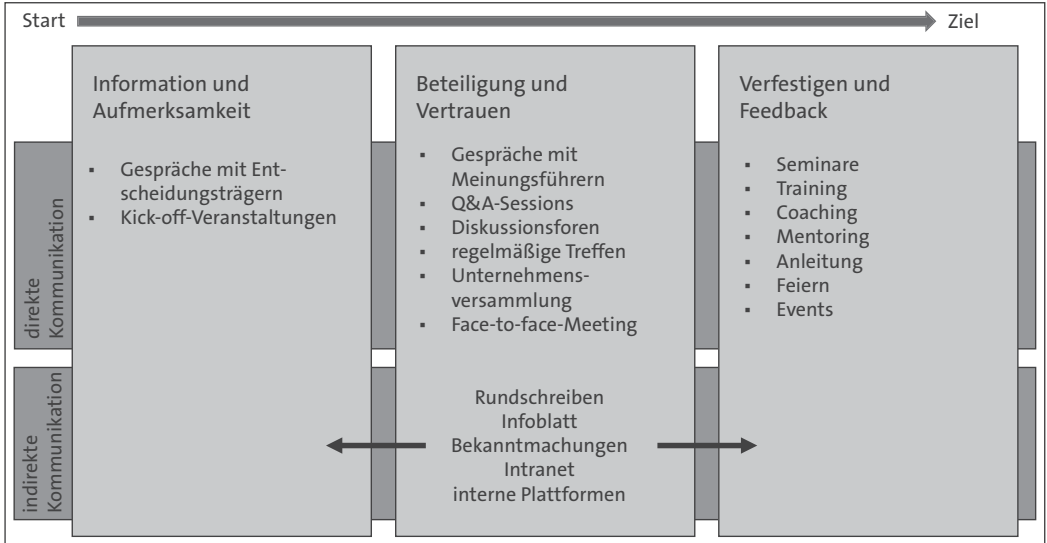 Start
Ziel
Information und
Aufmerksamkeit
▪ Gespräche mit Ent-
scheidungsträgern
▪ Kick-off-Veranstaltungen
Beteiligung und
Vertrauen
▪ Gespräche mit
Meinungsführern
▪ Q&A-Sessions
▪ Diskussionsforen
▪ regelmäßige Treffen
▪ Unternehmens-
versammlung
▪ Face-to-face-Meeting
Verfestigen und
Feedback
▪ Seminare
▪ Training
▪ Coaching
▪ Mentoring
▪ Anleitung
▪ Feiern
▪ Events
direkte
Kommunikation
indirekte
Kommunikation
Rundschreiben
Infoblatt
Bekanntmachungen
Intranet
interne Plattformen